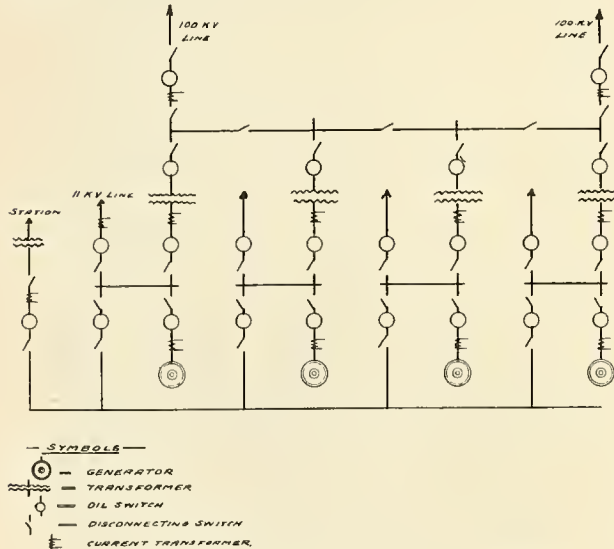 100 KV
LINE
100-KV
LINE
11 KV LINE
STATION
— SYMBOLS —
— GENERATOR
— TRANSFORMER
— OIL SWITCH
— DISCONNECTING SWITCH
CURRENT TRANSFORMER.